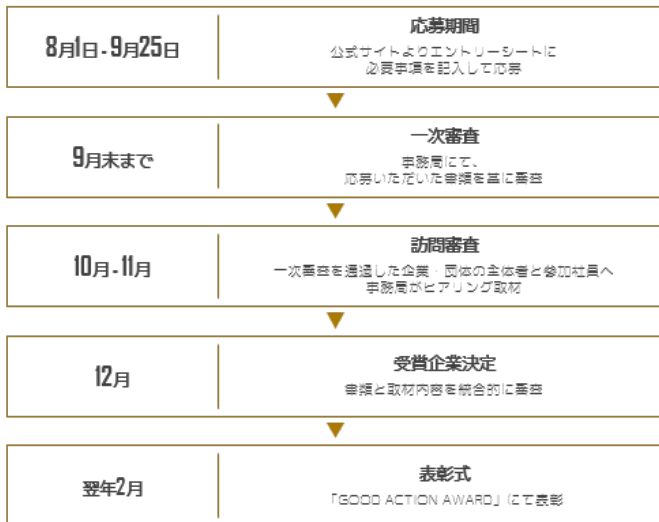 8月1日 - 9月25日
応募期間
公式サイトよりエントリーシートに
必要事項を記入して応募
9月末まで
一次審査
事務局にて、
応募いただいた書類を基に審査
10月 - 11月
訪問審査
一次審査を通過した企業・団体の主体者と参加社員へ
事務局がヒアリング取材
12月
受賞企業決定
書類と取材内容を統合的に審査
翌年2月
表彰式
「GOOD ACTION AWARD」にて表彰